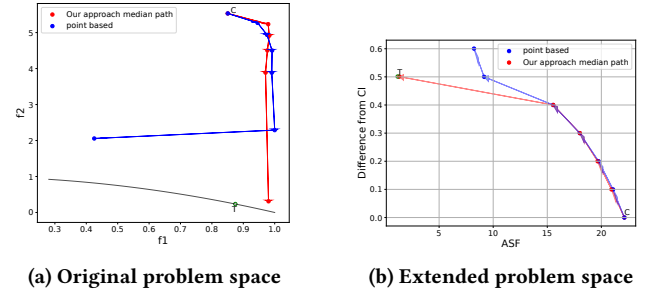 Our approach median path
point based
C
5
4
3
2
1
0
f2
T
0.3 0.4 0.5 0.6 0.7 0.8 0.9 1.0
f1
(a) Original problem space
point based
Our approach median path
0.6
0.5
0.4
0.3
0.2
0.1
0.0
Difference from CI
T
C
5 10 15 20
ASF
(b) Extended problem space